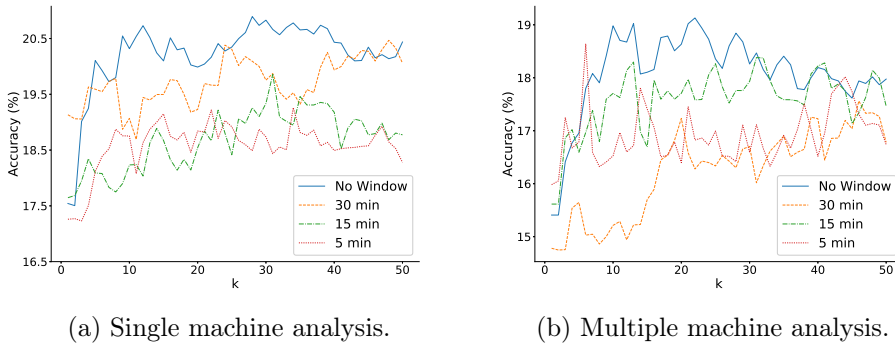 20.5
19.5
18.5
17.5
16.5
Accuracy (%)
0 10 20 30 40 50
k
No Window
30 min
15 min
5 min
(a) Single machine analysis.
19
18
17
16
15
Accuracy (%)
0 10 20 30 40 50
k
No Window
30 min
15 min
5 min
(b) Multiple machine analysis.